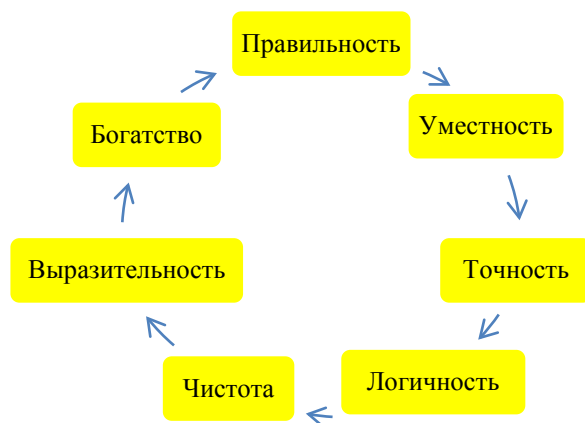 Правильность
Уместность
Точность
Логичность
Чистота
Выразительность
Богатство